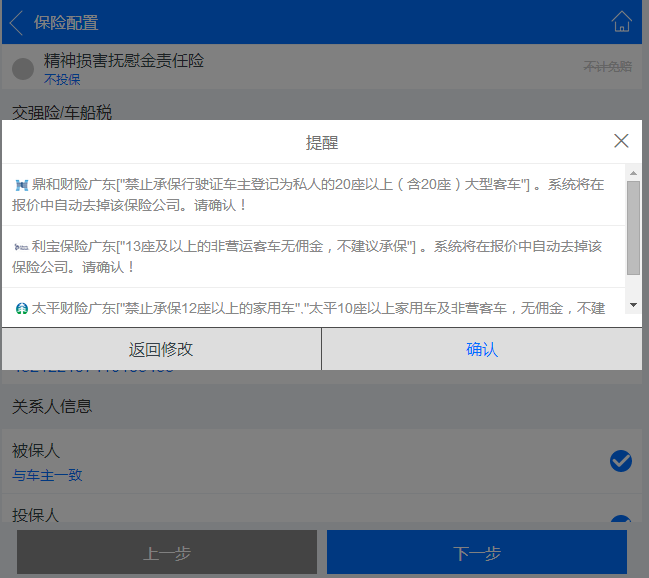 保险配置
精神损害抚慰金责任险
不投保
不计免赔
交强险/车船税
提醒
鼎和财险广东["禁止承保行驶证车主登记为私人的20座以上（含20座）大型客车"] 。系统将在
报价中自动去掉该保险公司。请确认！
利宝保险广东["13座及以上的非营运客车无佣金，不建议承保"] 。系统将在报价中自动去掉该
保险公司。请确认！
太平财险广东["禁止承保12座以上的家用车"."太平10座以上家用车及非营客车，无佣金，不建
返回修改
确认
关系人信息
被保人
与车主一致
投保人
上一步
下一步